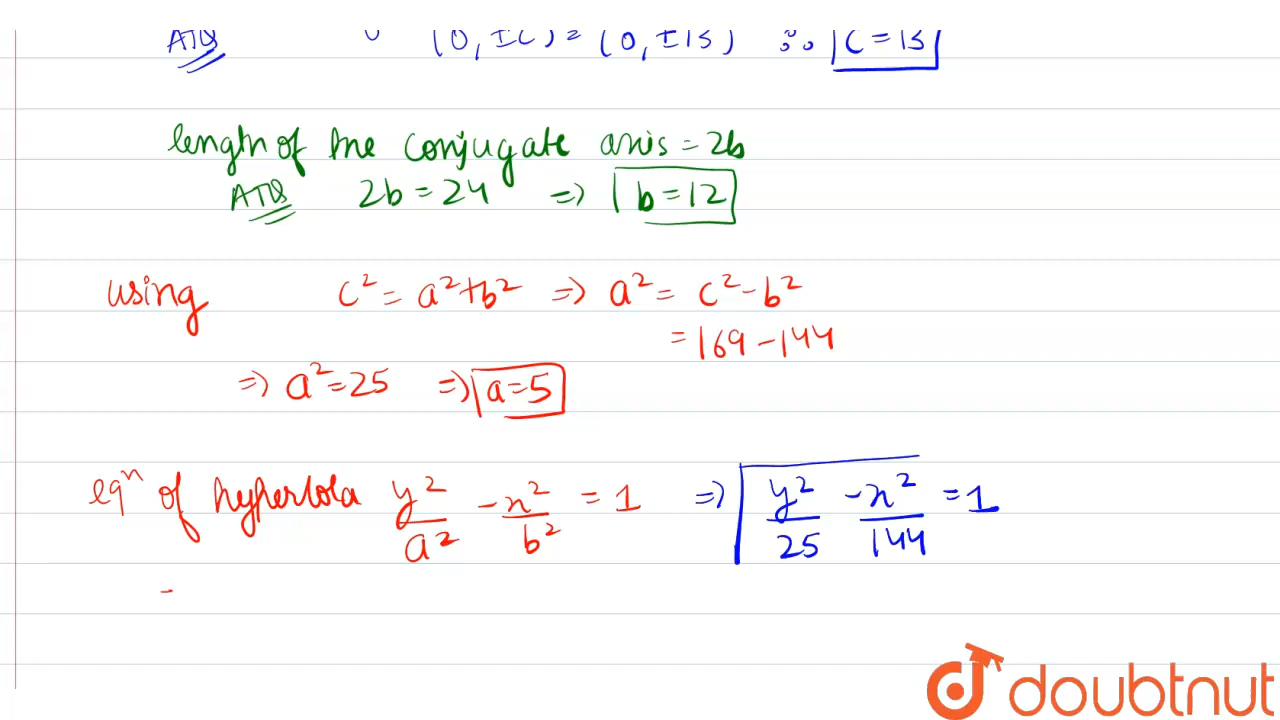 ATQ (0, ±C) = (0, ±13) ∴ C = 13
length of the conjugate axis = 2b
ATQ 2b = 24 => b = 12
using c² = a² + b² => a² = c² - b²
= 169 - 144
=> a² = 25 => a = 5
eqⁿ of hyperbola y²/a² - x²/b² = 1 => y²/25 - x²/144 = 1
doubtnut